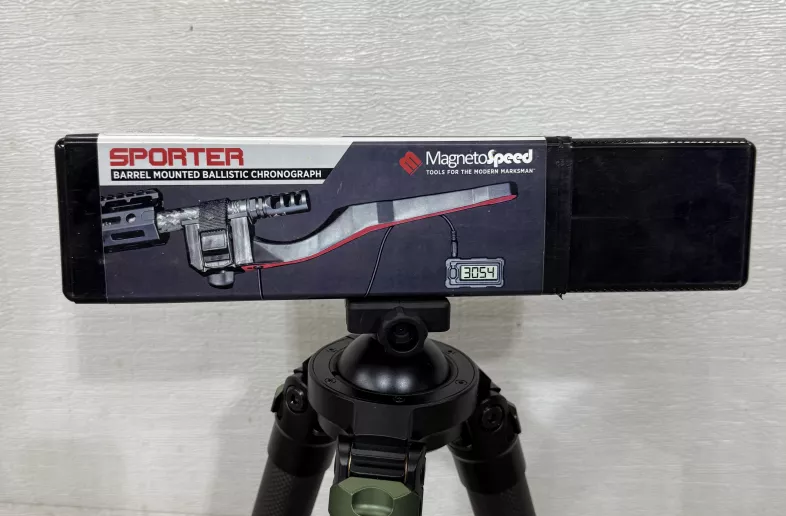 SPORTER
BARREL MOUNTED BALLISTIC CHRONOGRAPH
MagnetoSpeed
TOOLS FOR THE MODERN MARKSMAN
3054